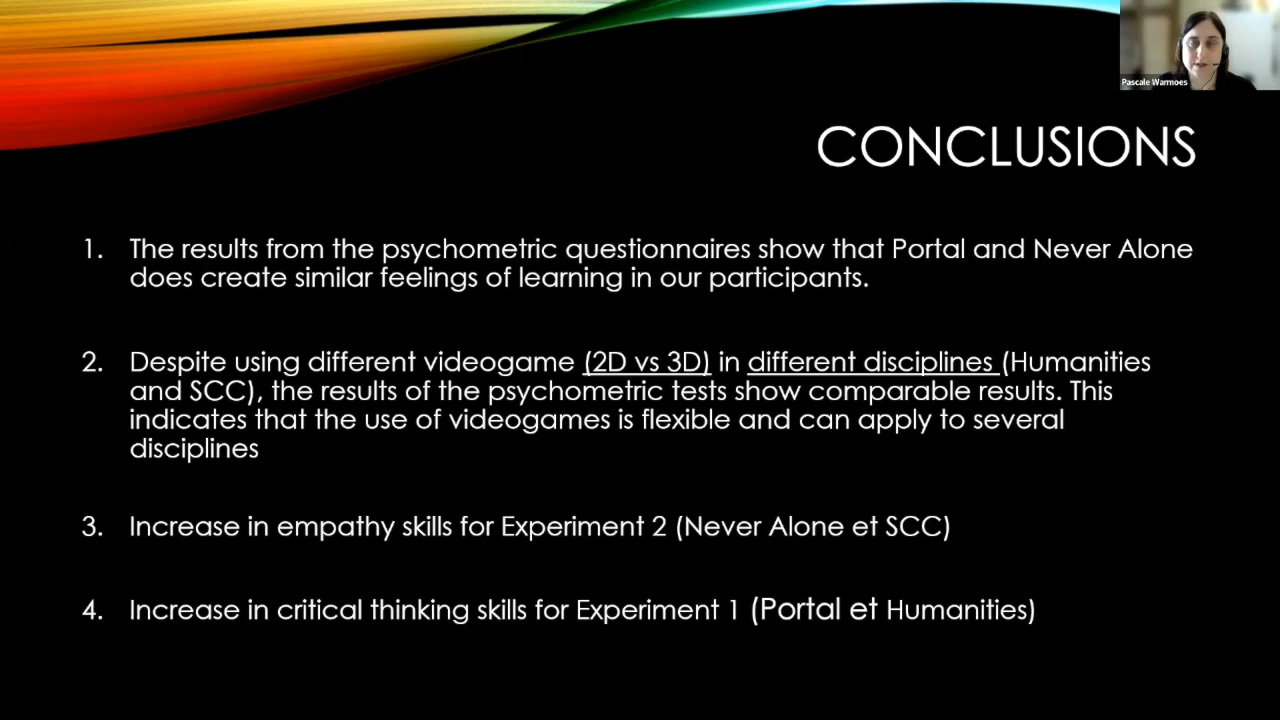 Pascale Warmoes
CONCLUSIONS
1. The results from the psychometric questionnaires show that Portal and Never Alone
does create similar feelings of learning in our participants.
2. Despite using different videogame (2D vs 3D) in different disciplines (Humanities
and SCC), the results of the psychometric tests show comparable results. This
indicates that the use of videogames is flexible and can apply to several
disciplines
3. Increase in empathy skills for Experiment 2 (Never Alone et SCC)
4. Increase in critical thinking skills for Experiment 1 (Portal et Humanities)